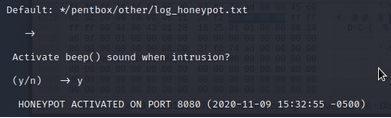 Default: */pentbox/other/log_honeypot.txt
→
Activate beep() sound when intrusion?
(y/n) → y
HONEYPOT ACTIVATED ON PORT 8080 (2020-11-09 15:32:55 -0500)